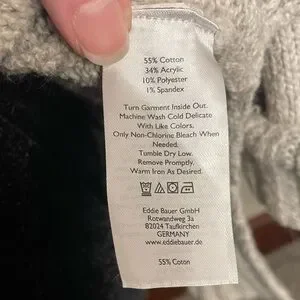 55% Cotton
34% Acrylic
10% Polyester
1% Spandex
Turn Garment Inside Out.
Machine Wash Cold Delicate
With Like Colors.
Only Non-Chlorine Bleach When
Needed.
Tumble Dry Low.
Remove Promptly.
Warm Iron As Desired.
Eddie Bauer GmbH
Rotwandweg 3a
82024 Taufkirchen
GERMANY
www.eddiebauer.de
55% Coton